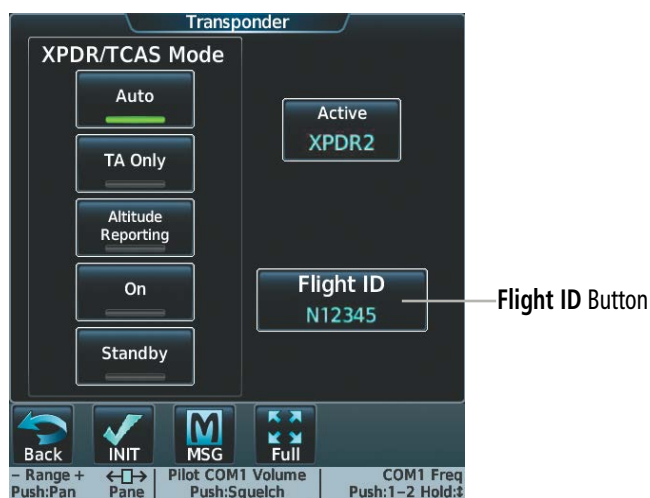 Transponder
XPDR/TCAS Mode
Auto
TA Only
Altitude
Reporting
On
Standby
Active
XPDR2
Flight ID
N12345
Flight ID Button
Back
INIT
MSG
Full
– Range +
Push:Pan
Pane
Pilot COM1 Volume
Push:Squelch
COM1 Freq
Push:1–2 Hold:↕